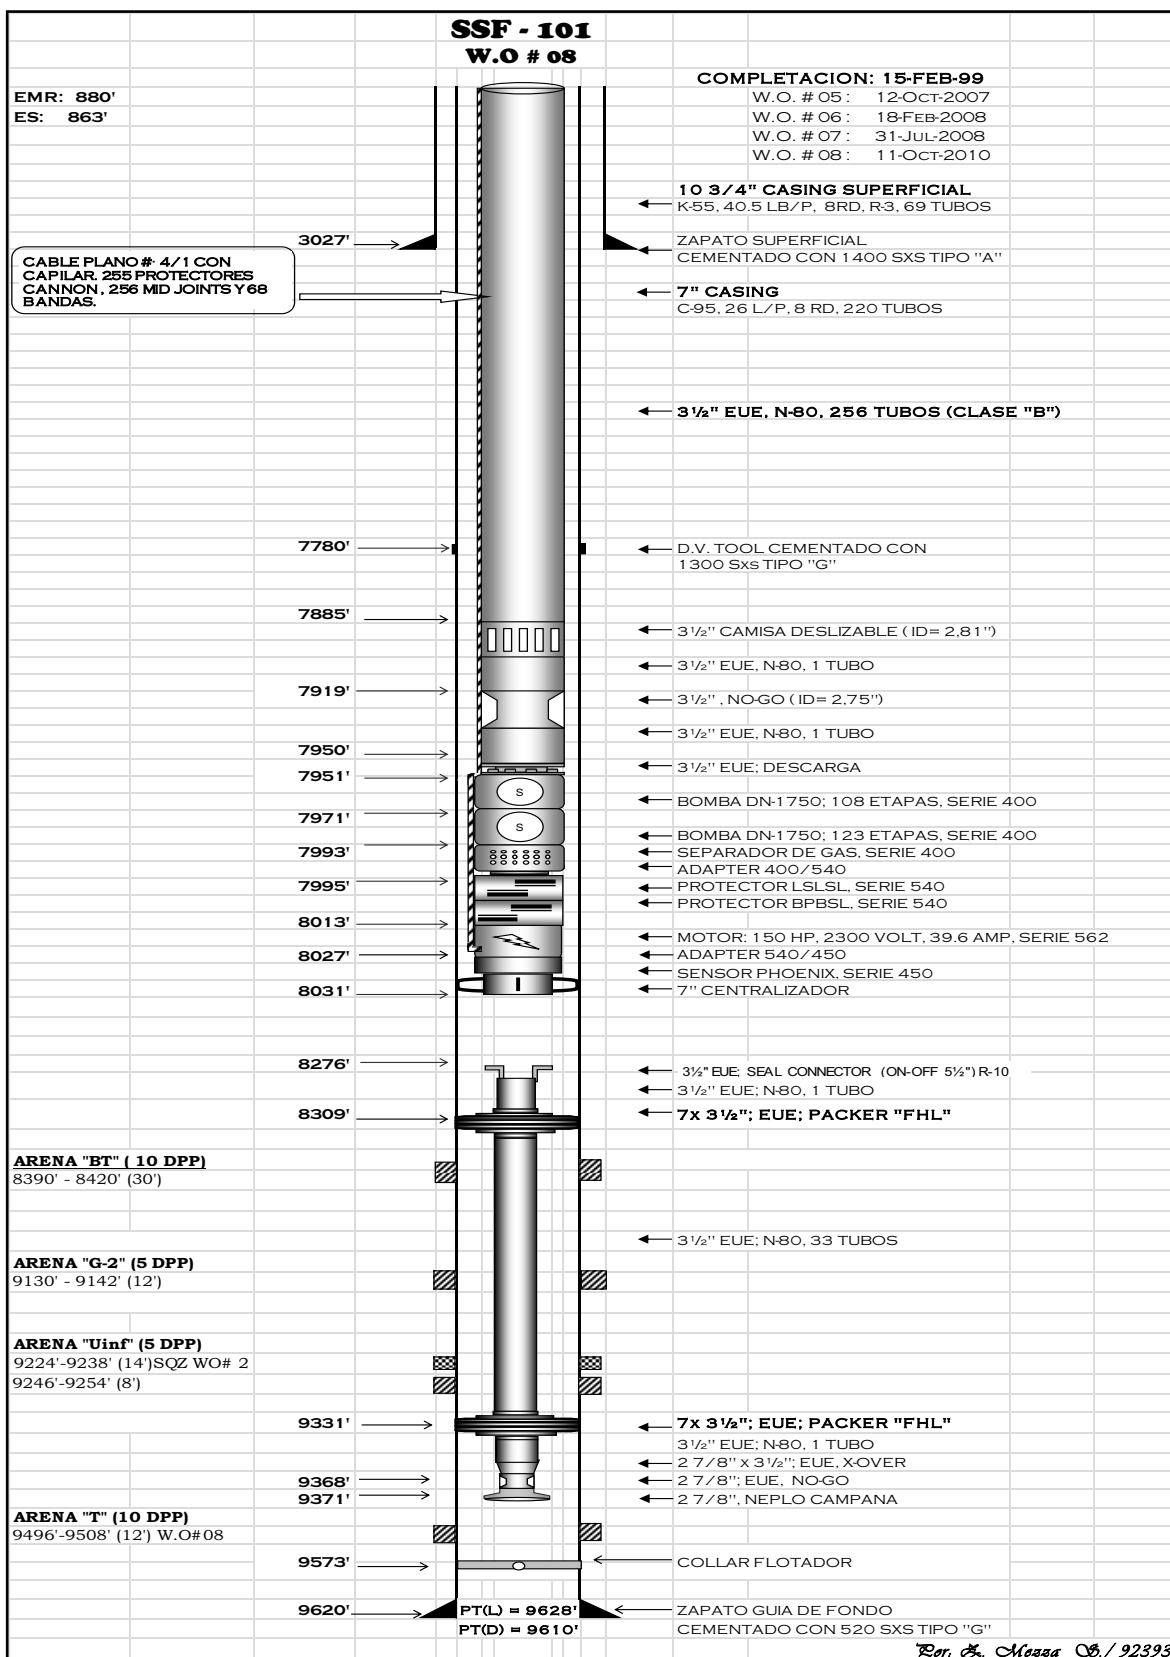 SSF - 101
W.O # 08
COMPLETACION: 15-FEB-99
EMR: 880'
W.O. # 05 : 12-OCT-2007
ES: 863'
W.O. # 06 : 18-FEB-2008
W.O. # 07 : 31-JUL-2008
W.O. # 08 : 11-OCT-2010
10 3/4" CASING SUPERFICIAL
K-55, 40.5 LB/P, 8RD, R-3, 69 TUBOS
3027'
ZAPATO SUPERFICIAL
CEMENTADO CON 1400 SXS TIPO "A"
CABLE PLANO # 4/1 CON
CAPILAR. 255 PROTECTORES
CANNON , 256 MID JOINTS Y 68
BANDAS.
7" CASING
C-95, 26 L/P, 8 RD, 220 TUBOS
3½" EUE, N-80, 256 TUBOS (CLASE "B")
7780'
D.V. TOOL CEMENTADO CON
1300 Sxs TIPO "G"
7885'
3½" CAMISA DESLIZABLE ( ID= 2,81")
3½" EUE, N-80, 1 TUBO
7919'
3½" , NO-GO ( ID= 2,75")
3½" EUE, N-80, 1 TUBO
7950'
3½" EUE; DESCARGA
7951'
S
BOMBA DN-1750; 108 ETAPAS, SERIE 400
7971'
S
BOMBA DN-1750; 123 ETAPAS, SERIE 400
7993'
SEPARADOR DE GAS, SERIE 400
ADAPTER 400/540
7995'
PROTECTOR LSLSL, SERIE 540
PROTECTOR BPBSL, SERIE 540
8013'
MOTOR: 150 HP, 2300 VOLT, 39.6 AMP, SERIE 562
8027'
ADAPTER 540/450
SENSOR PHOENIX, SERIE 450
8031'
7" CENTRALIZADOR
8276'
3½" EUE; SEAL CONNECTOR (ON-OFF 5½") R-10
3½" EUE; N-80, 1 TUBO
8309'
7x 3½"; EUE; PACKER "FHL"
ARENA "BT" ( 10 DPP)
8390' - 8420' (30')
3½" EUE; N-80, 33 TUBOS
ARENA "G-2" (5 DPP)
9130' - 9142' (12')
ARENA "Uinf" (5 DPP)
9224'-9238' (14')SQZ WO# 2
9246'-9254' (8')
9331'
7x 3½"; EUE; PACKER "FHL"
3½" EUE; N-80, 1 TUBO
2 7/8" x 3½"; EUE, X-OVER
9368'
2 7/8"; EUE, NO-GO
9371'
2 7/8", NEPLO CAMPANA
ARENA "T" (10 DPP)
9496'-9508' (12') W.O#08
9573'
COLLAR FLOTADOR
9620'
PT(L) = 9628'
ZAPATO GUIA DE FONDO
PT(D) = 9610'
CEMENTADO CON 520 SXS TIPO "G"
Por: S./ 92393